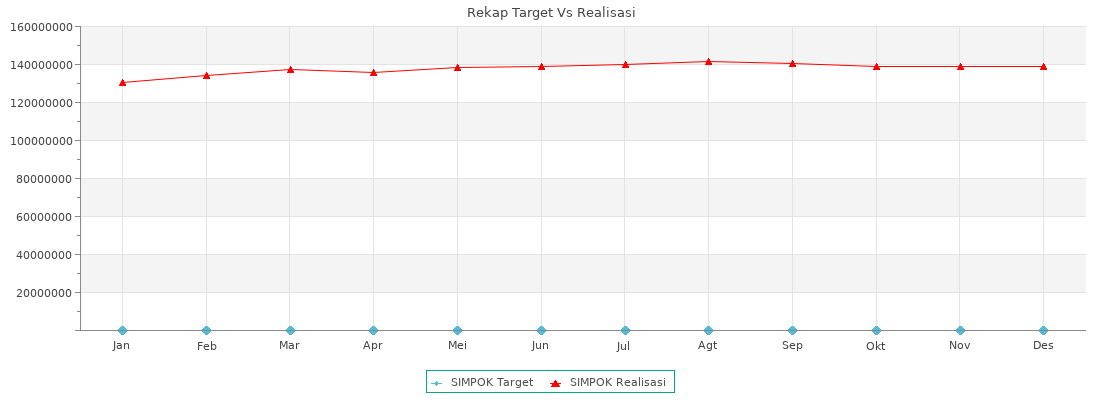 Rekap Target Vs Realisasi
160000000
140000000
120000000
100000000
80000000
60000000
40000000
20000000
Jan Feb Mar Apr Mei Jun Jul Agt Sep Okt Nov Des
SIMPOK Target SIMPOK Realisasi